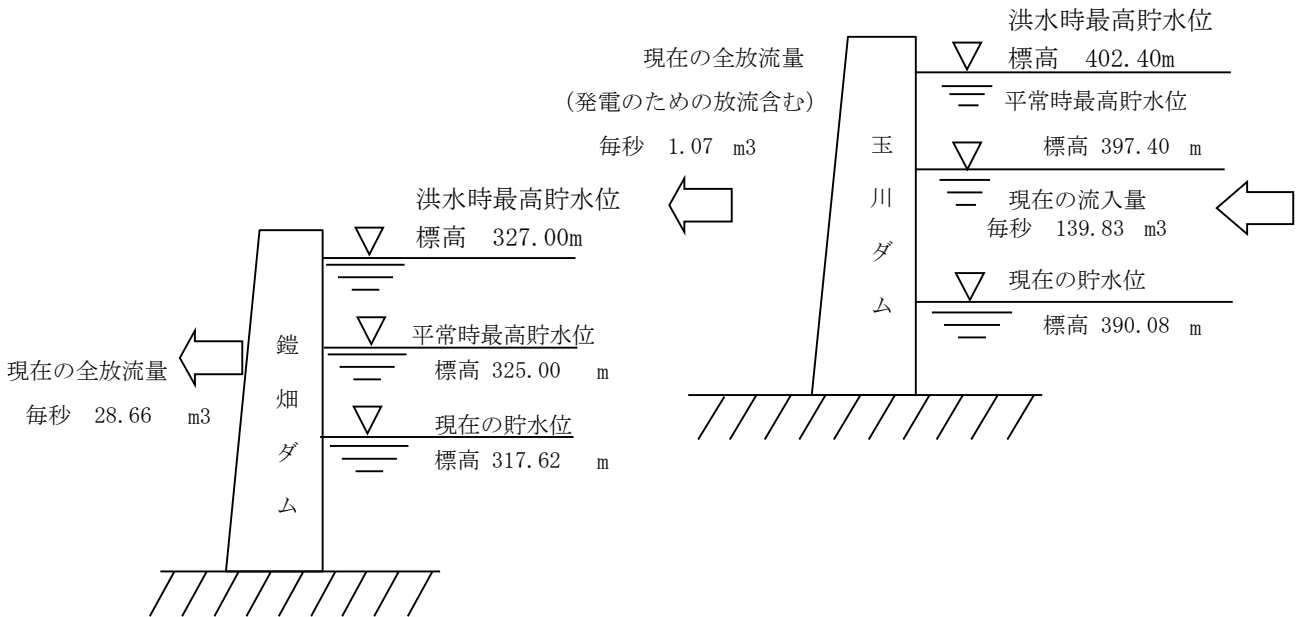 洪水時最高貯水位
標高 402.40m
現在の全放流量
(発電のための放流含む)
毎秒 1.07 m3
平常時最高貯水位
標高 397.40 m
現在の流入量
毎秒 139.83 m3
現在の貯水位
標高 390.08 m
玉川ダム
洪水時最高貯水位
標高 327.00m
平常時最高貯水位
標高 325.00 m
現在の貯水位
標高 317.62 m
鎧畑ダム
現在の全放流量
毎秒 28.66 m3